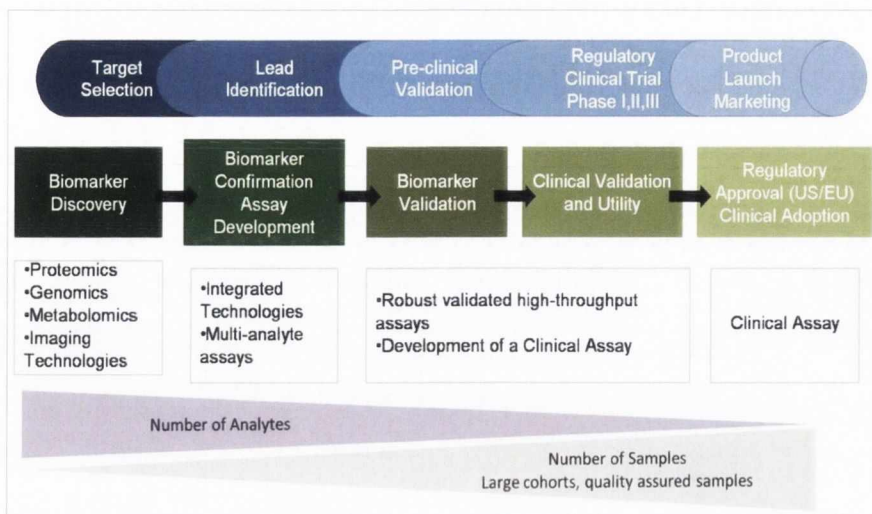 Target
Selection
Lead
Identification
Pre-clinical
Validation
Regulatory
Clinical Trial
Phase I,II,III
Product
Launch
Marketing
Biomarker
Discovery
Biomarker
Confirmation
Assay
Development
Biomarker
Validation
Clinical Validation
and Utility
Regulatory
Approval (US/EU)
Clinical Adoption
•Proteomics
•Genomics
•Metabolomics
•Imaging
Technologies
•Integrated
Technologies
•Multi-analyte
assays
•Robust validated high-throughput
assays
•Development of a Clinical Assay
Clinical Assay
Number of Analytes
Number of Samples
Large cohorts, quality assured samples